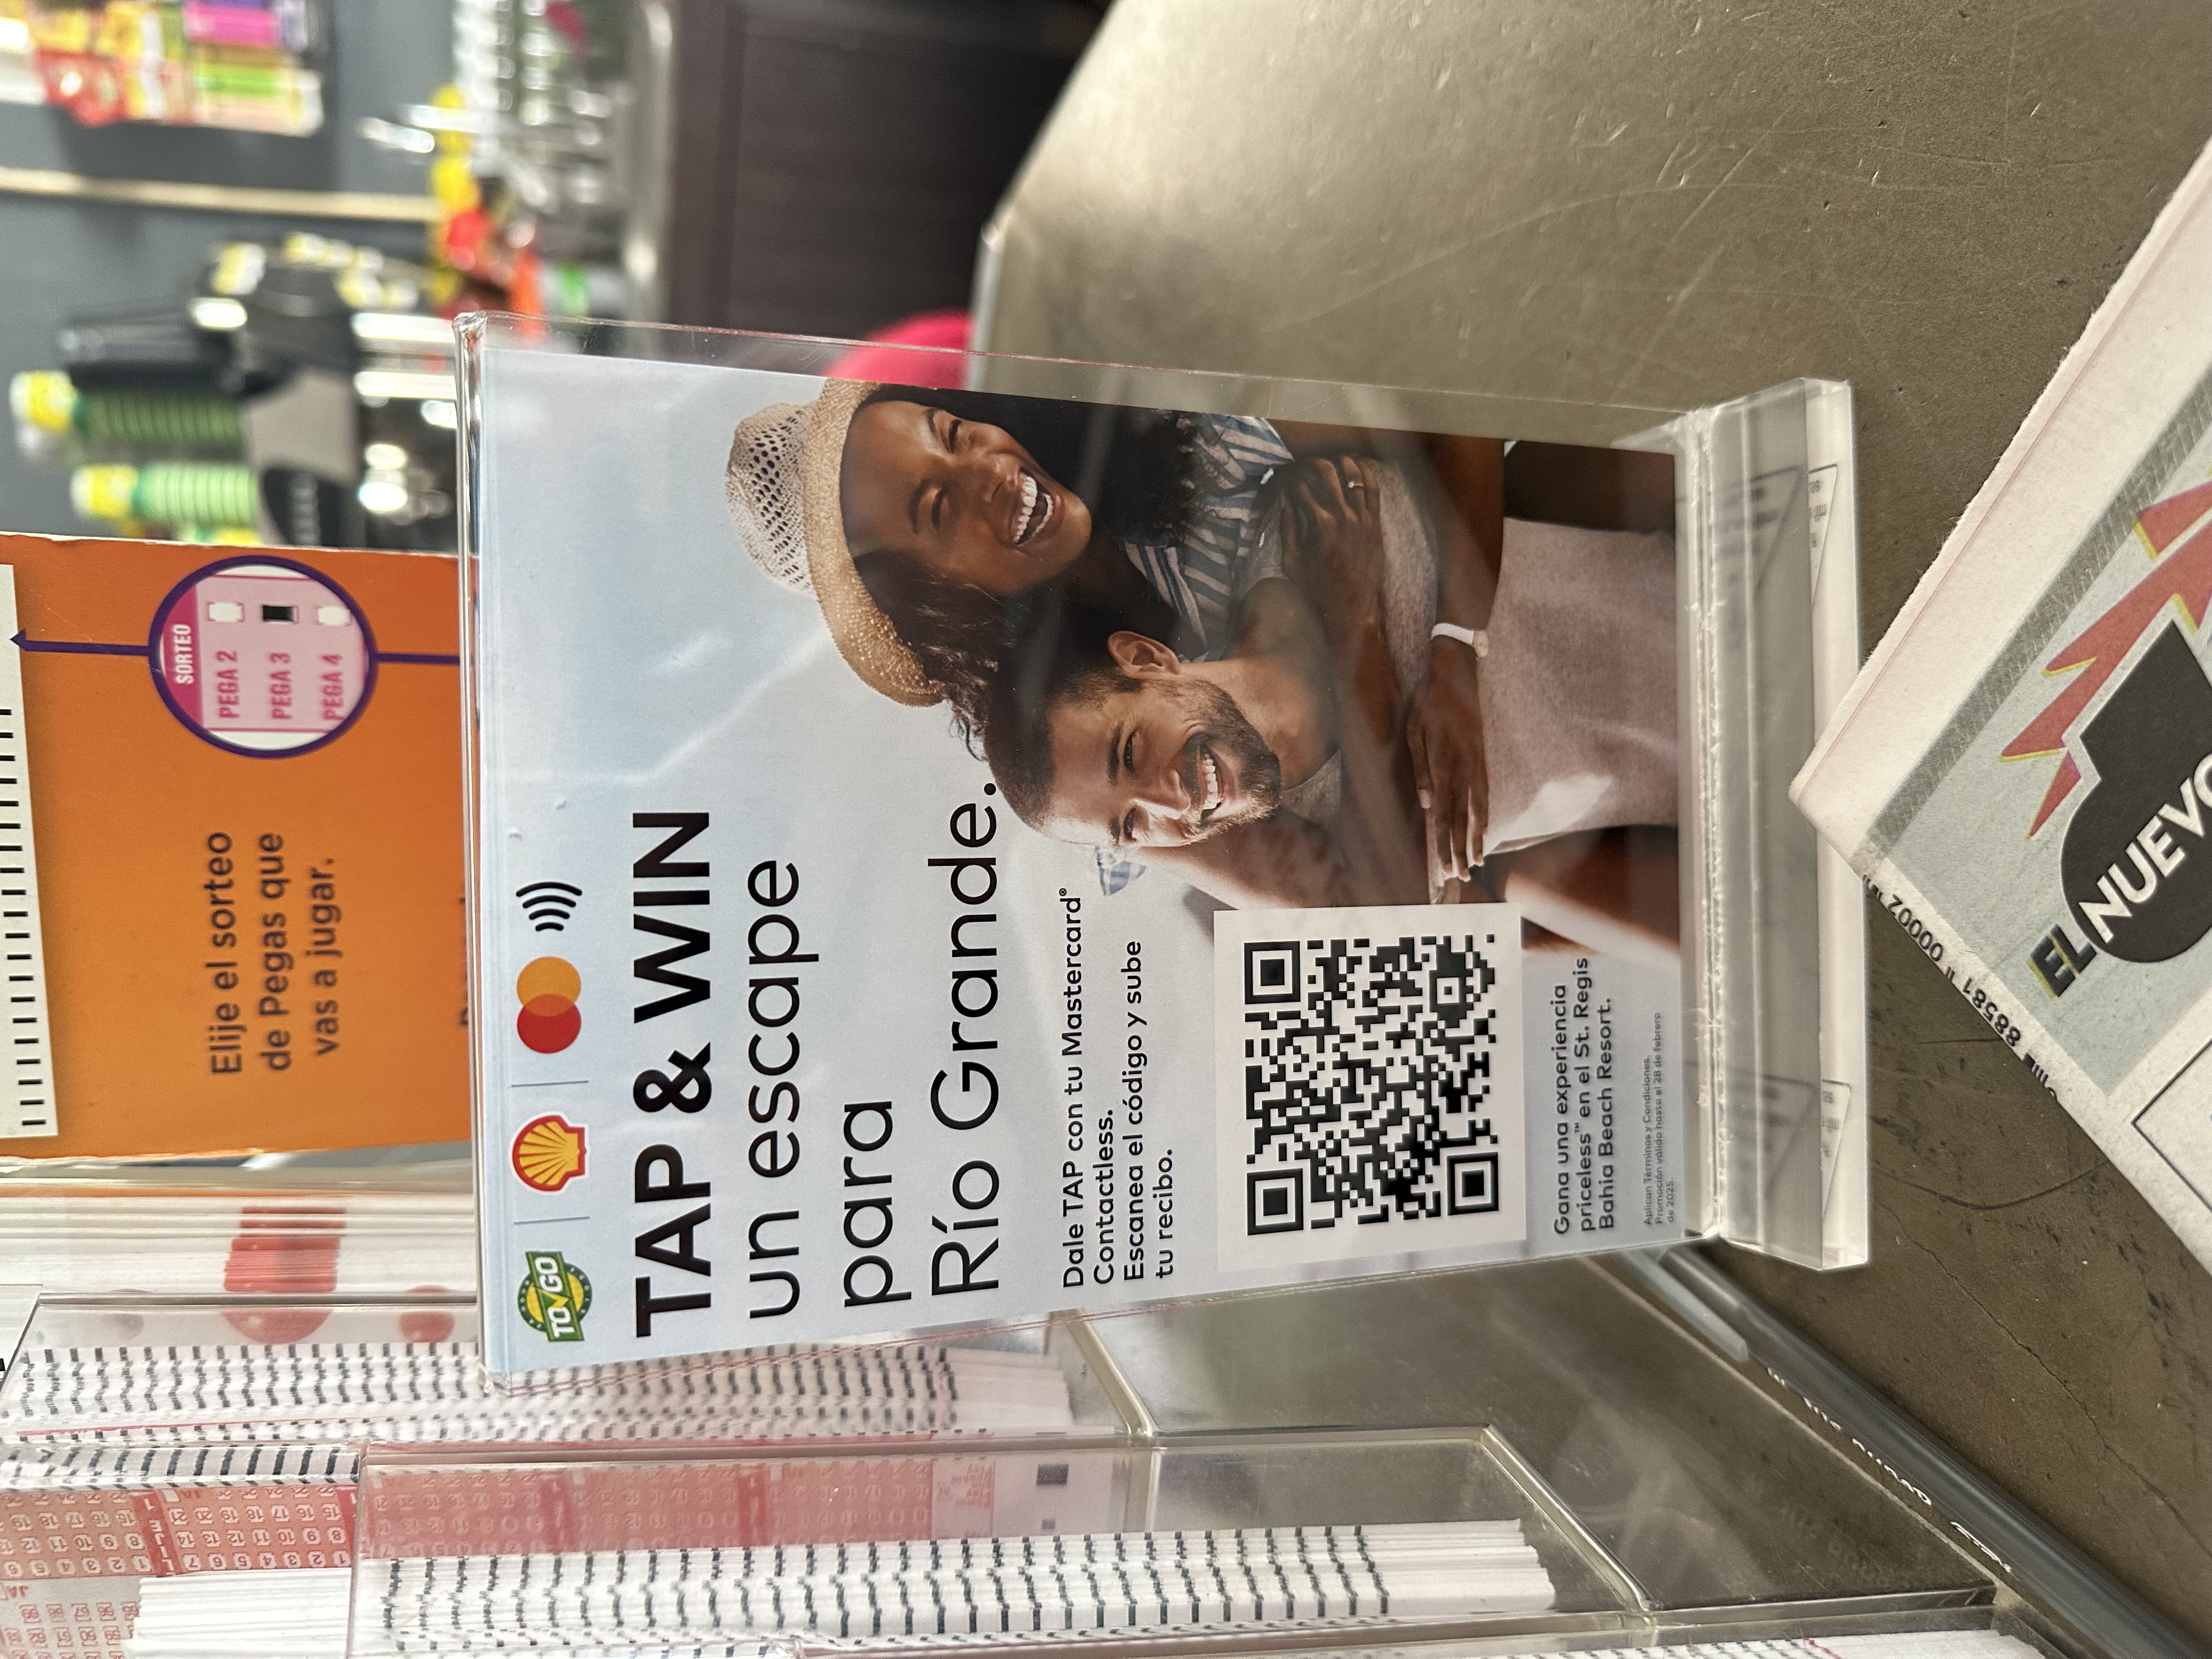 TO GO
TAP & WIN
un escape
para
Río Grande.
Dale TAP con tu Mastercard®
Contactless.
Escanea el código y sube
tu recibo.
Gana una experiencia
priceless™ en el St. Regis
Bahia Beach Resort.
Aplican Términos y Condiciones.
Promoción válida hasta el 28 de febrero
de 2025.
Elije el sorteo
de Pegas que
vas a jugar.
SORTEO
PEGA 2
PEGA 3
PEGA 4
EL
NUEVO
88581 00002